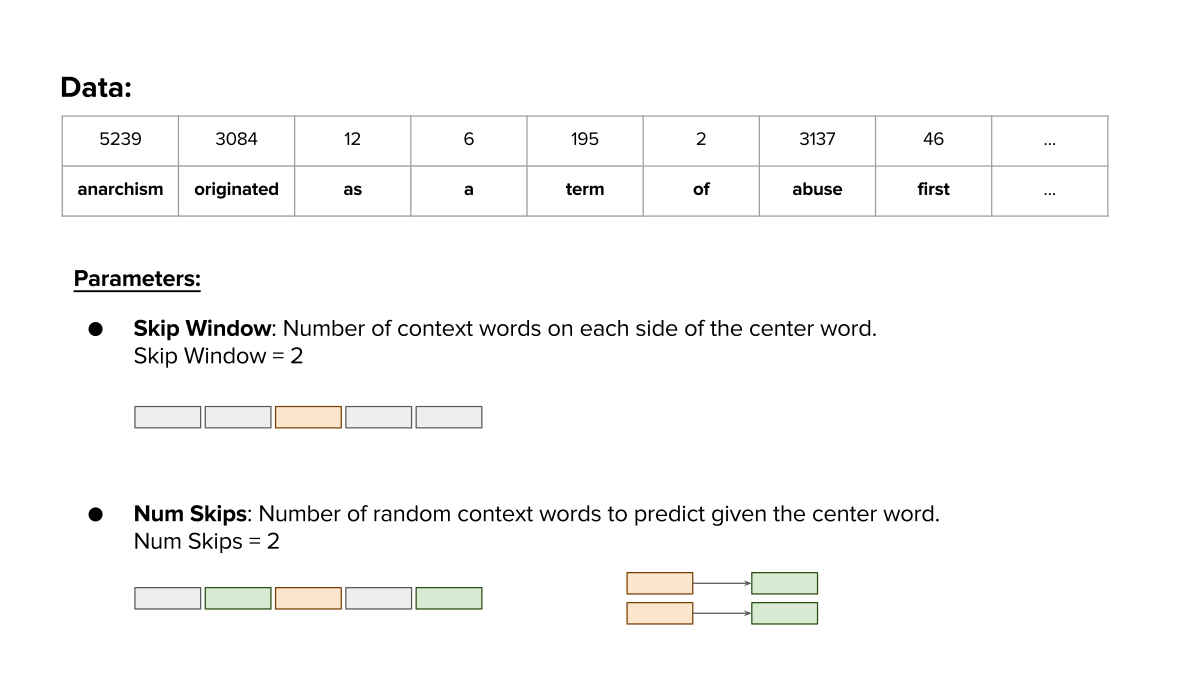 Data:
5239 3084 12 6 195 2 3137 46 ...
anarchism originated as a term of abuse first ...
Parameters:
● Skip Window: Number of context words on each side of the center word.
Skip Window = 2
● Num Skips: Number of random context words to predict given the center word.
Num Skips = 2